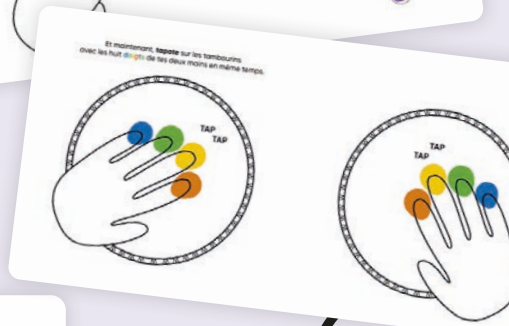 Et maintenant, tapote sur les tambourins
avec les huit doigts de tes deux mains en même temps.
TAP
TAP
TAP
TAP